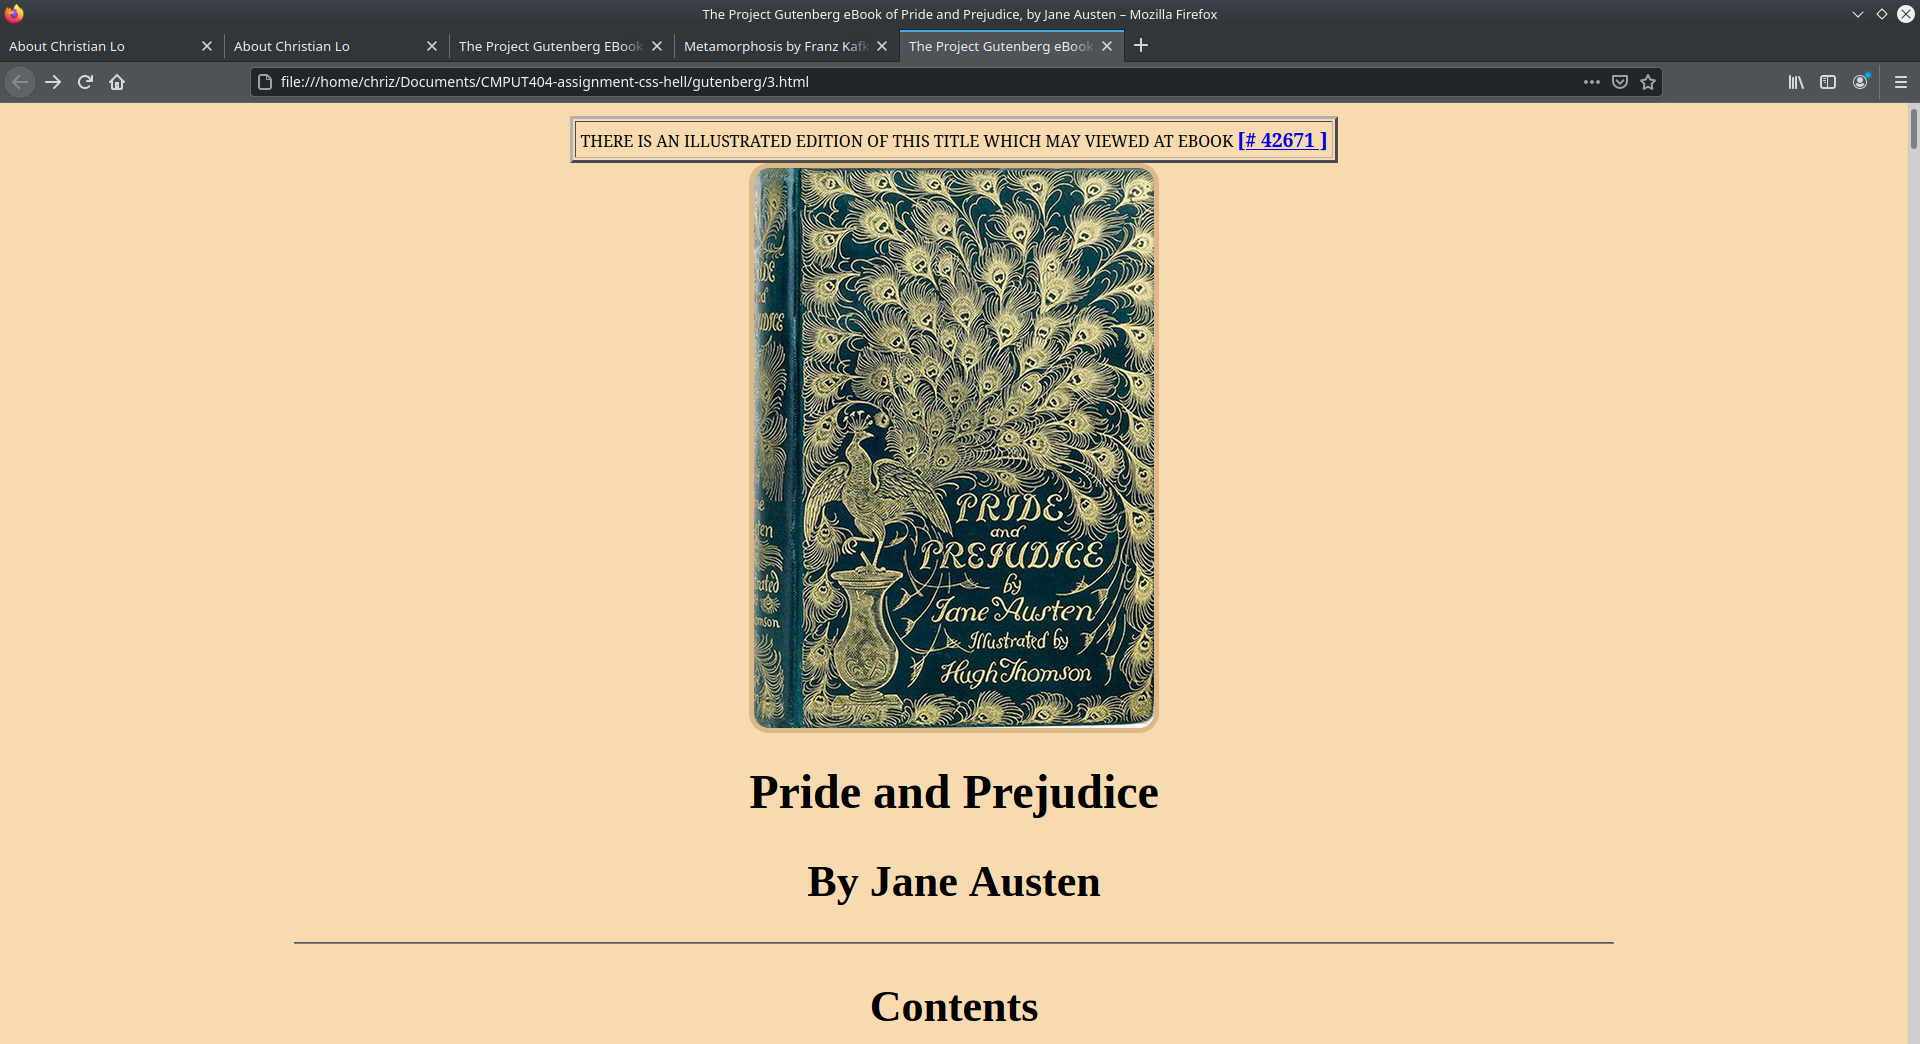 The Project Gutenberg eBook of Pride and Prejudice, by Jane Austen – Mozilla Firefox
About Christian Lo
About Christian Lo
The Project Gutenberg EBook
Metamorphosis by Franz Kafk
The Project Gutenberg eBook
file:///home/chriz/Documents/CMPUT404-assignment-css-hell/gutenberg/3.html
THERE IS AN ILLUSTRATED EDITION OF THIS TITLE WHICH MAY VIEWED AT EBOOK [# 42671 ]
PRIDE
and
PREJUDICE
by
Jane Austen
Illustrated by
Hugh Thomson
Pride and Prejudice
By Jane Austen
Contents